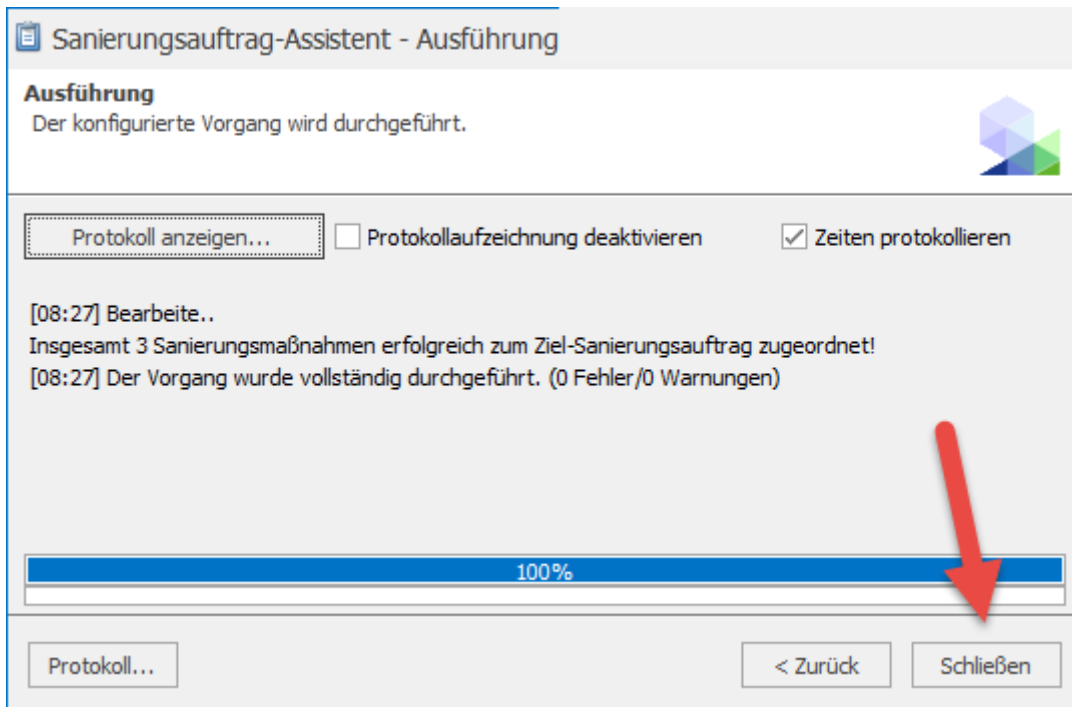 Sanierungsauftrag-Assistent - Ausführung
Ausführung
Der konfigurierte Vorgang wird durchgeführt.
Protokoll anzeigen... Protokollaufzeichnung deaktivieren Zeiten protokollieren
[08:27] Bearbeite..
Insgesamt 3 Sanierungsmaßnahmen erfolgreich zum Ziel-Sanierungsauftrag zugeordnet!
[08:27] Der Vorgang wurde vollständig durchgeführt. (0 Fehler/0 Warnungen)
100%
Protokoll... < Zurück Schließen